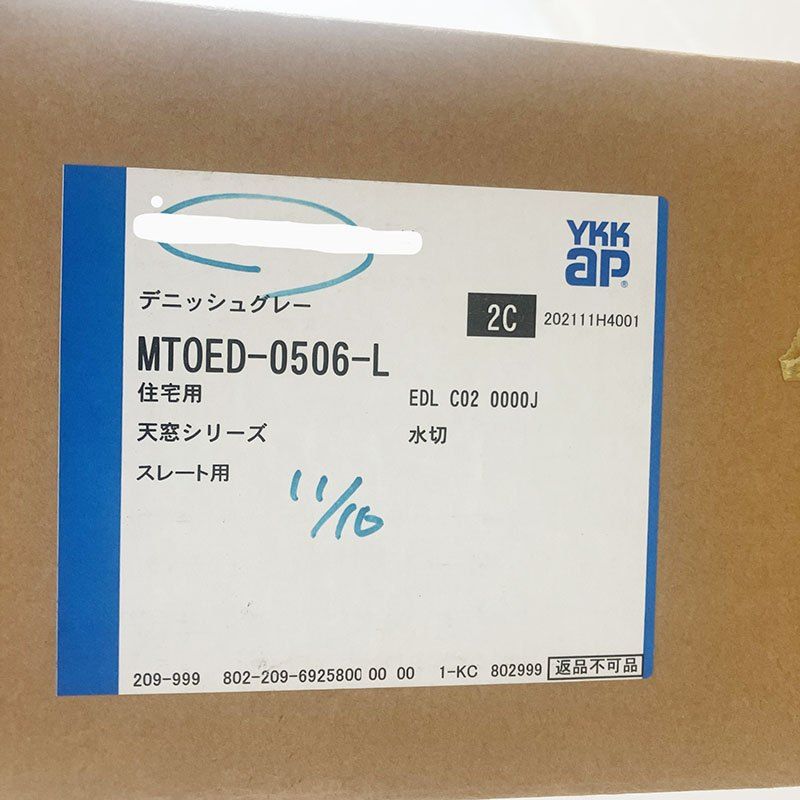 YKK
ap®
デニッシュグレー
2C 202111H4001
MTOED-0506-L
住宅用 EDL C02 0000J
天窓シリーズ 水切
スレート用
11/10
209-999 802-209-6925800 00 00 1-KC 802999 返品不可品